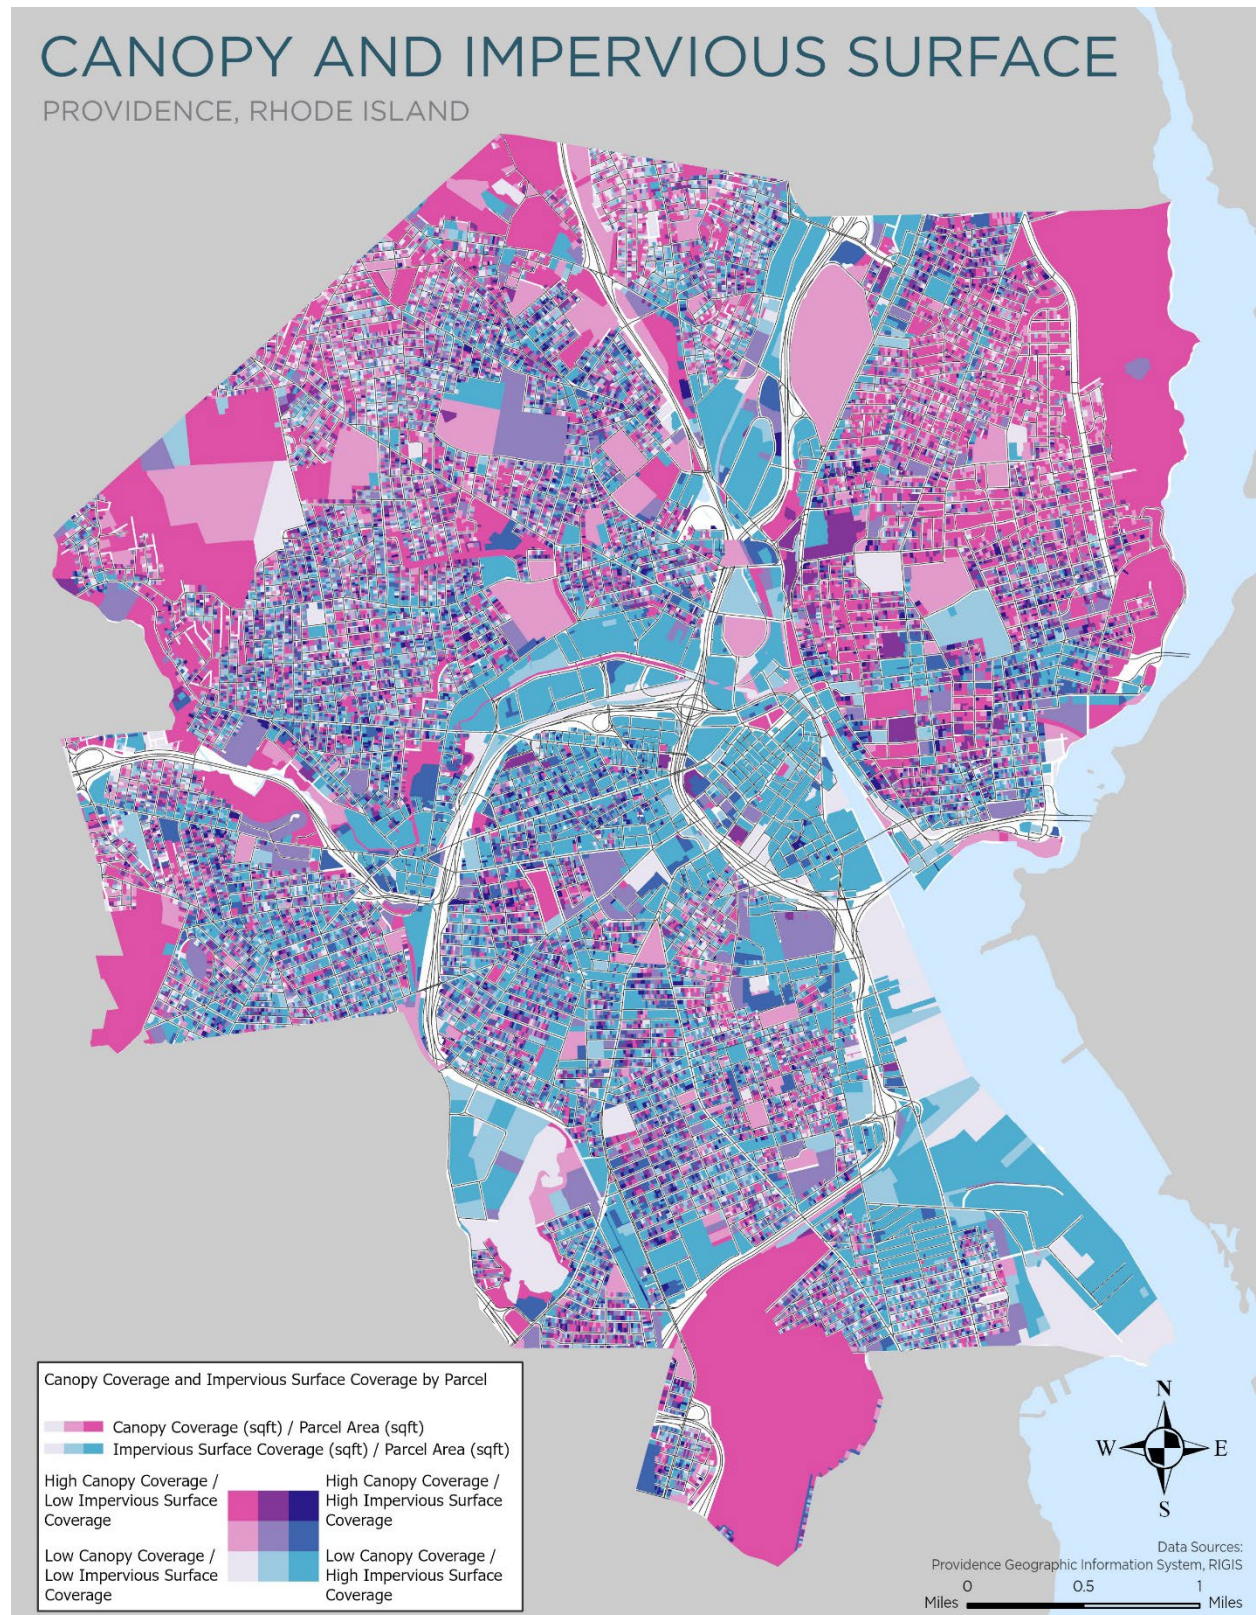 CANOPY AND IMPERVIOUS SURFACE
PROVIDENCE, RHODE ISLAND
Canopy Coverage and Impervious Surface Coverage by Parcel
Canopy Coverage (sqft) / Parcel Area (sqft)
Impervious Surface Coverage (sqft) / Parcel Area (sqft)
High Canopy Coverage /
Low Impervious Surface
Coverage
High Canopy Coverage /
High Impervious Surface
Coverage
Low Canopy Coverage /
Low Impervious Surface
Coverage
Low Canopy Coverage /
High Impervious Surface
Coverage
N
W E
S
Data Sources:
Providence Geographic Information System, RIGIS
0 0.5 1
Miles Miles